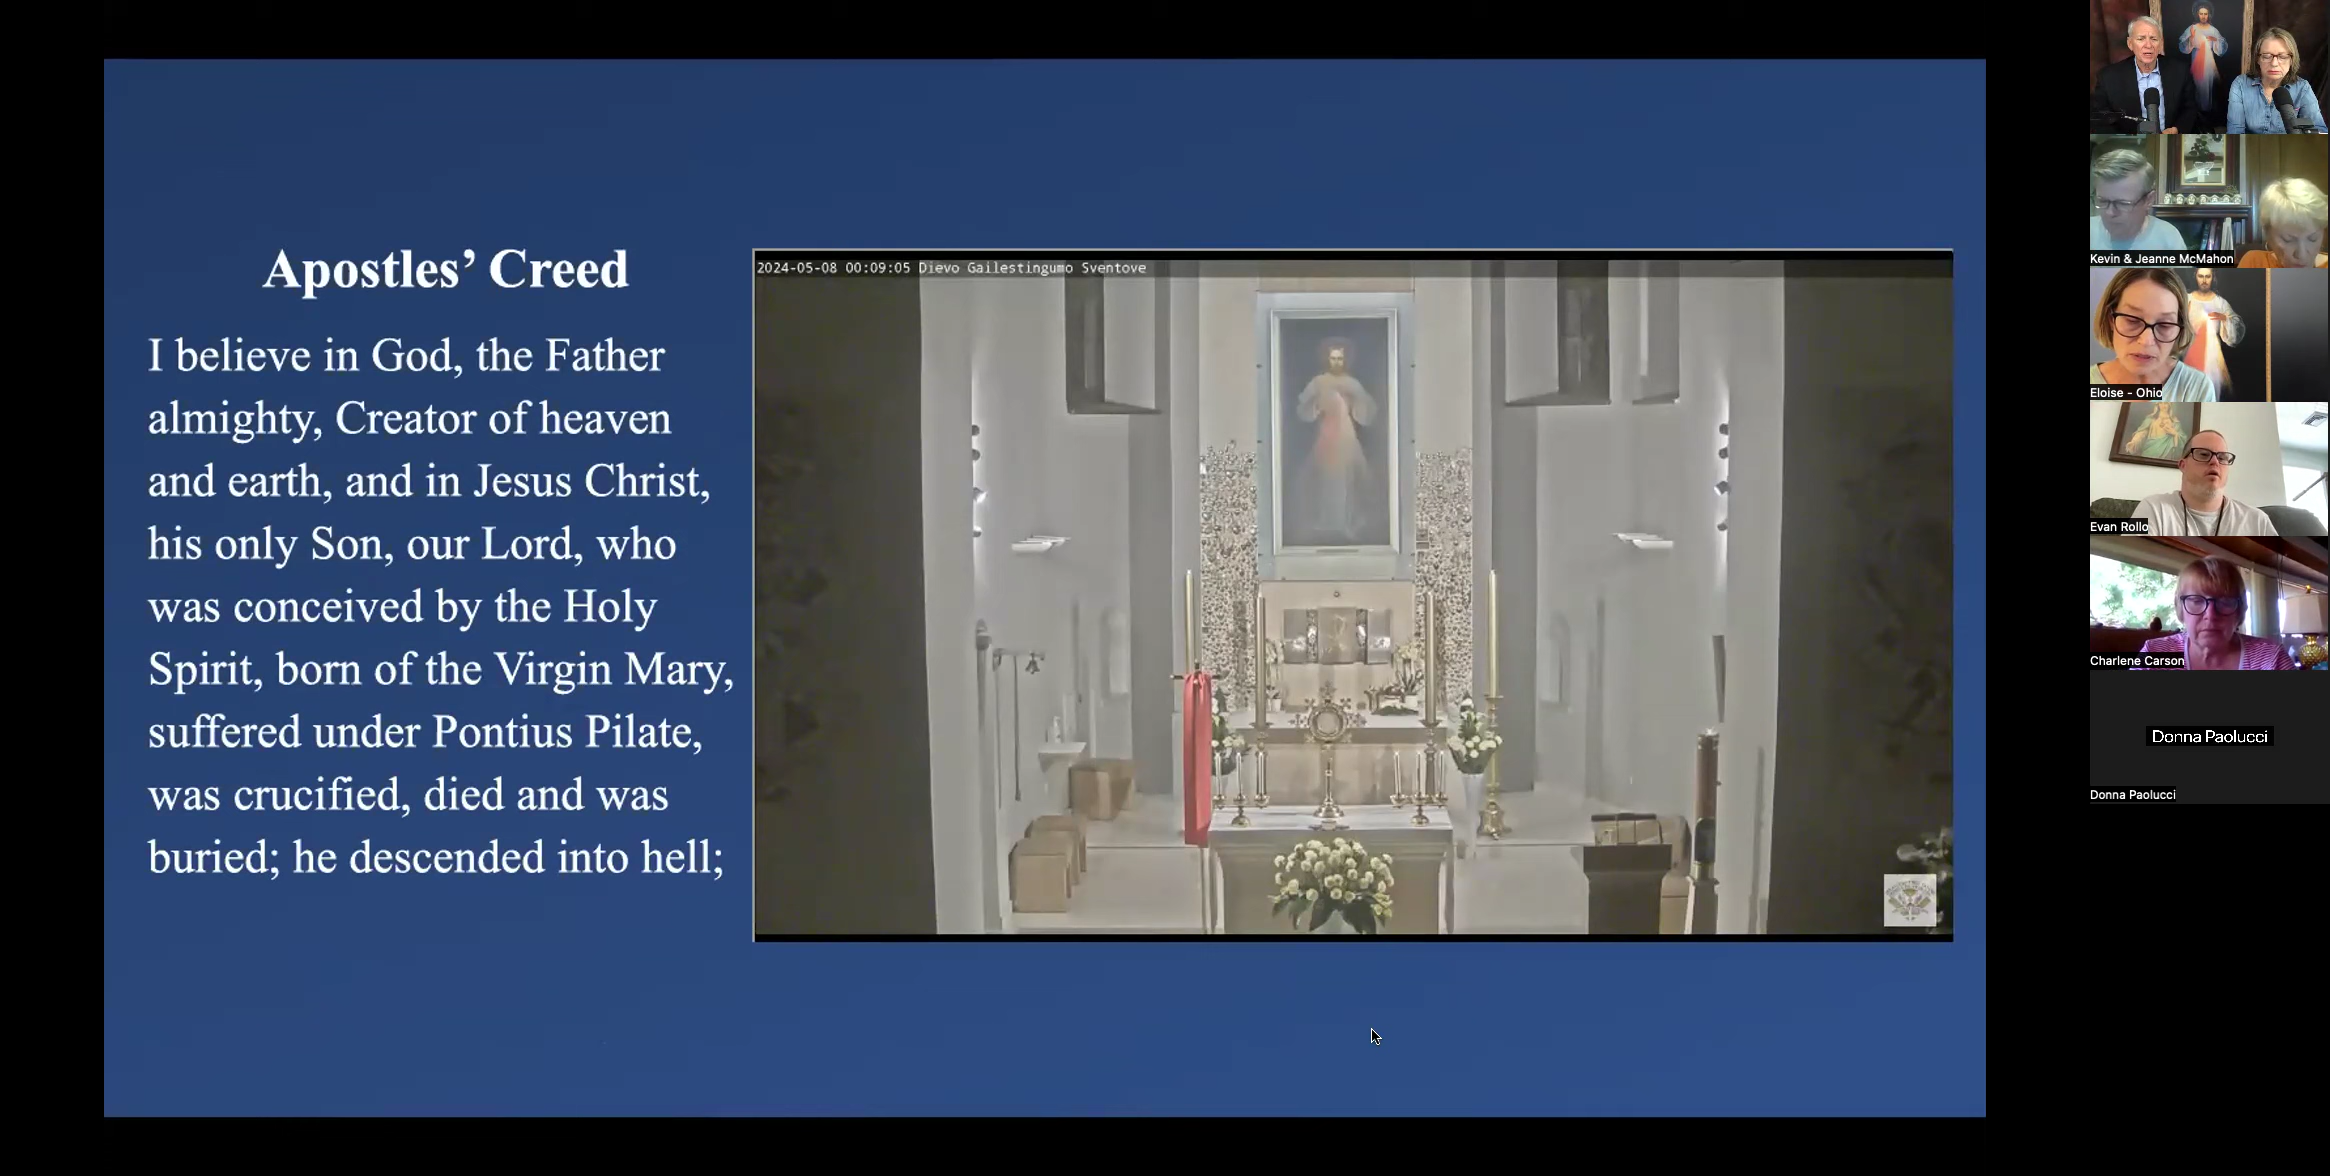 Apostles’ Creed
I believe in God, the Father
almighty, Creator of heaven
and earth, and in Jesus Christ,
his only Son, our Lord, who
was conceived by the Holy
Spirit, born of the Virgin Mary,
suffered under Pontius Pilate,
was crucified, died and was
buried; he descended into hell;
2024-05-08 00:09:05 Dievo Gailestingumo Sventove
Kevin & Jeanne McMahon
Eloise - Ohio
Evan Rollo
Charlene Carson
Donna Paolucci
Donna Paolucci